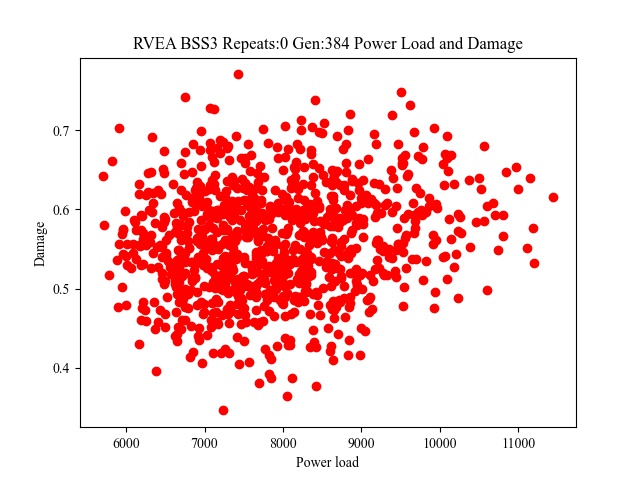 RVEA BSS3 Repeats:0 Gen:384 Power Load and Damage
0.7
0.6
0.5
0.4
Damage
6000 7000 8000 9000 10000 11000
Power load